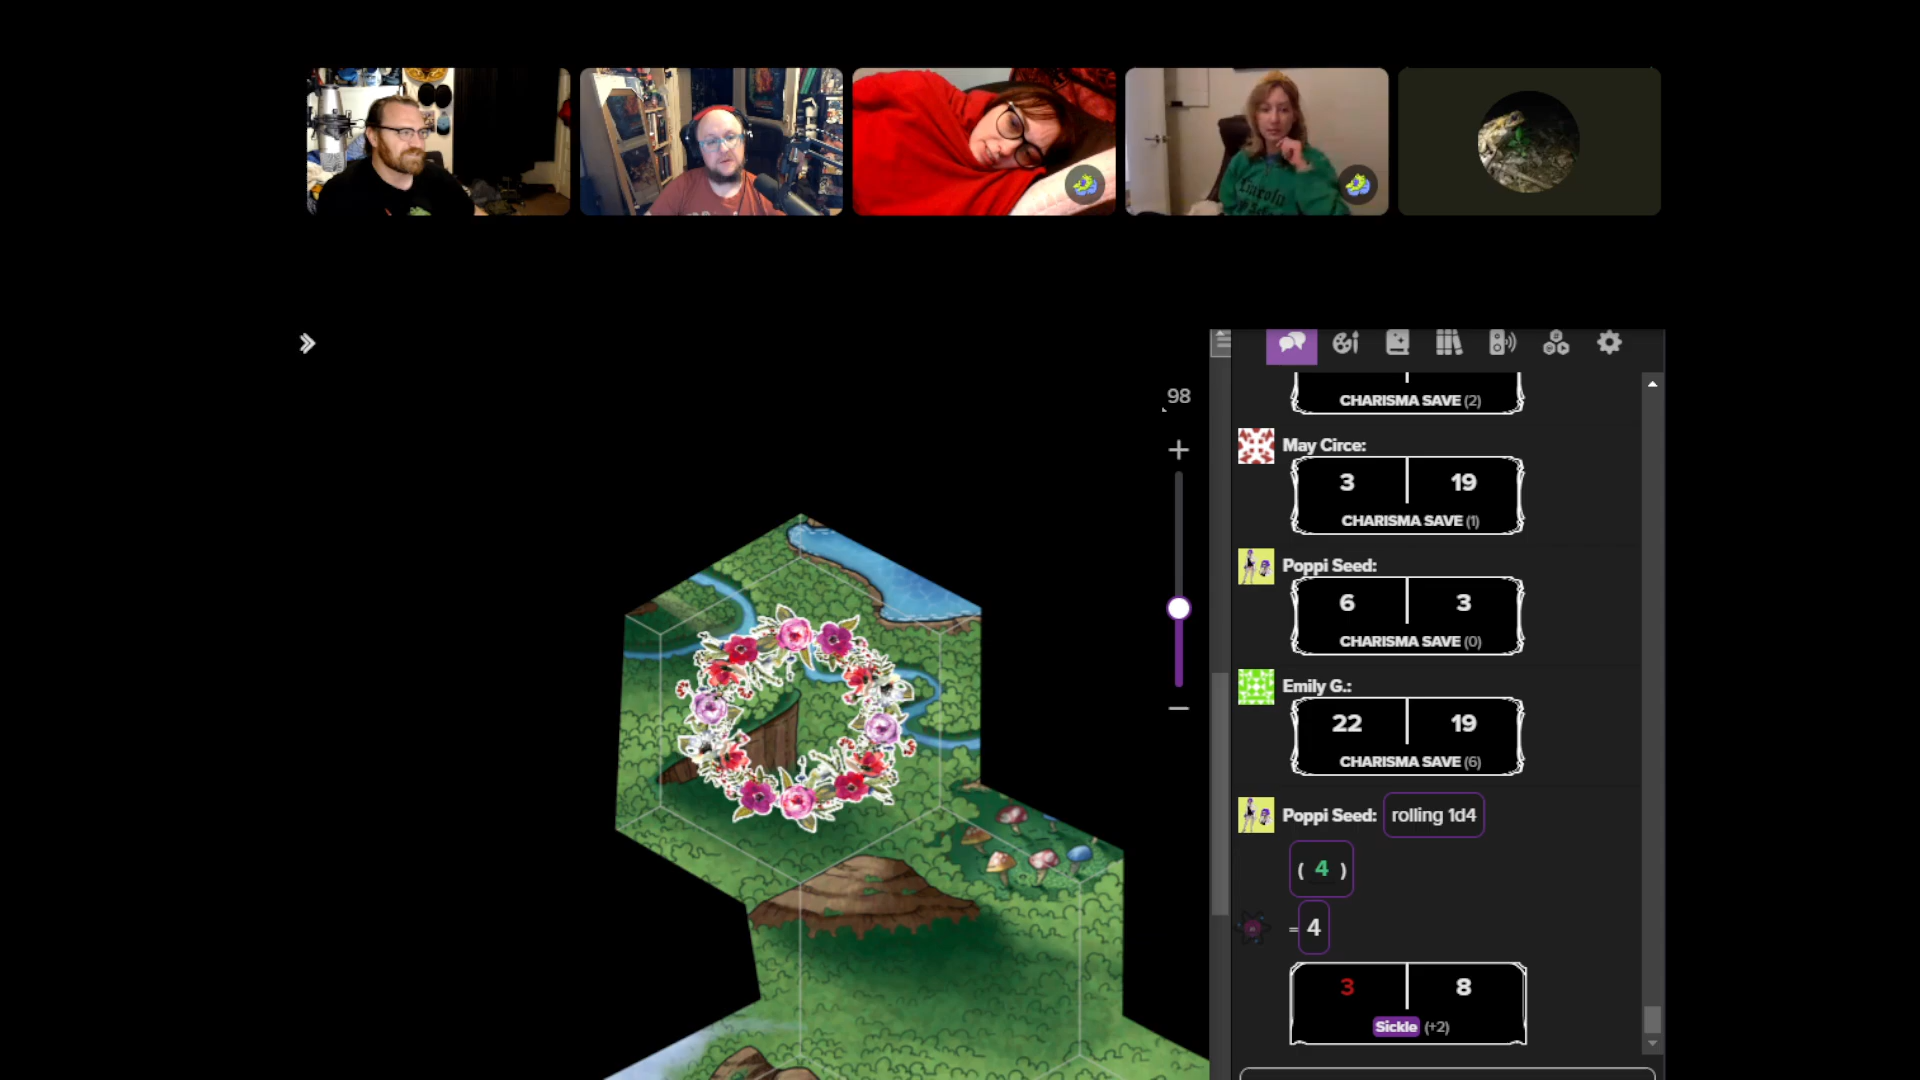 98
CHARISMA SAVE (2)
May Circe:
3 19
CHARISMA SAVE (1)
Poppi Seed:
6 3
CHARISMA SAVE (0)
Emily G.:
22 19
CHARISMA SAVE (6)
Poppi Seed: rolling 1d4
( 4 )
= 4
3 8
Sickle (+2)